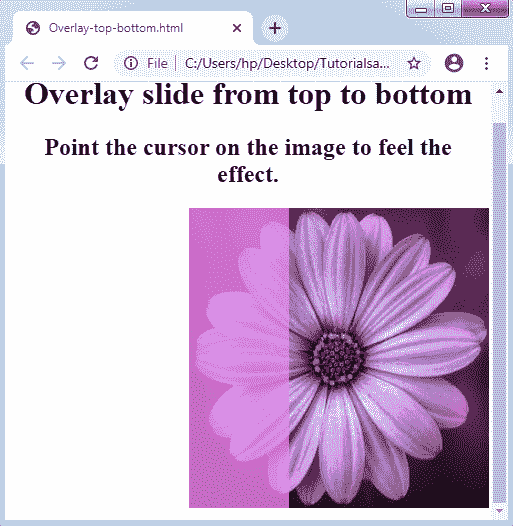 Overlay-top-bottom.html
File | C:/Users/hp/Desktop/Tutorialsa...
Overlay slide from top to bottom
Point the cursor on the image to feel the
effect.